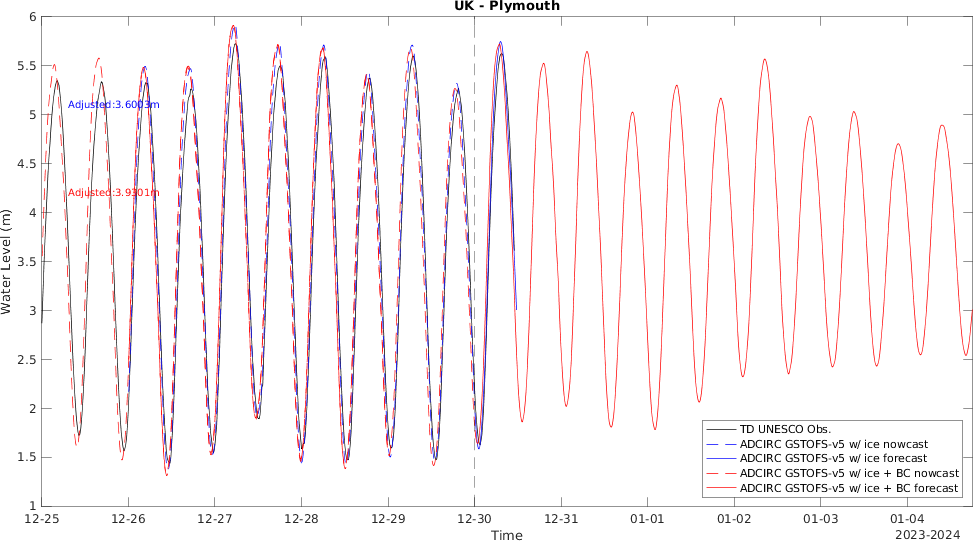 UK - Plymouth
6
5.5
5
4.5
4
3.5
3
2.5
2
1.5
1
Water Level (m)
Adjusted:3.6003m
Adjusted:3.9301m
TD UNESCO Obs.
ADCIRC GSTOFS-v5 w/ ice nowcast
ADCIRC GSTOFS-v5 w/ ice forecast
ADCIRC GSTOFS-v5 w/ ice + BC nowcast
ADCIRC GSTOFS-v5 w/ ice + BC forecast
12-25 12-26 12-27 12-28 12-29 12-30 12-31 01-01 01-02 01-03 01-04
Time
2023-2024